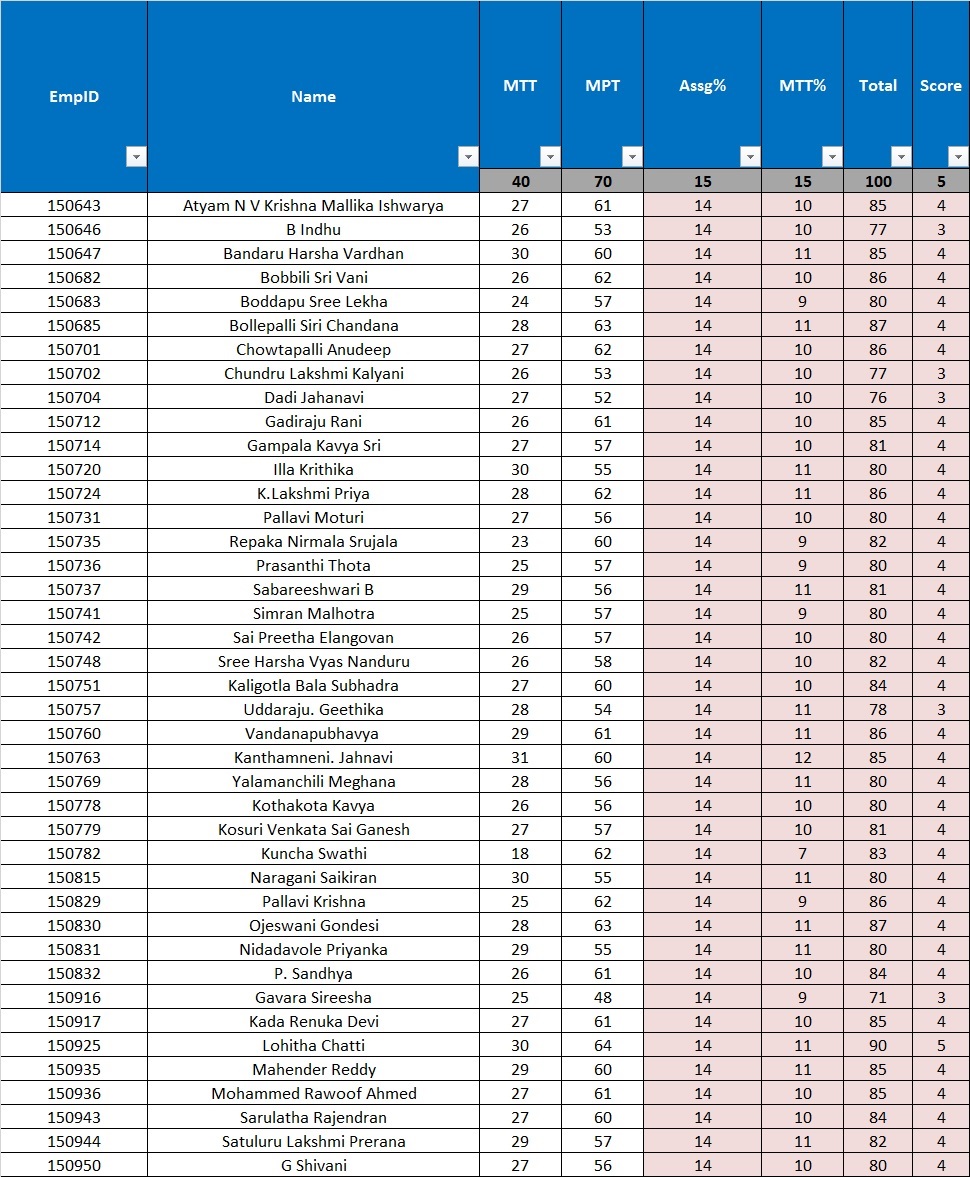 EmpID Name MTT MPT Assg% MTT% Total Score
40 70 15 15 100 5
150643 Atyam N V Krishna Mallika Ishwarya 27 61 14 10 85 4
150646 B Indhu 26 53 14 10 77 3
150647 Bandaru Harsha Vardhan 30 60 14 11 85 4
150682 Bobbili Sri Vani 26 62 14 10 86 4
150683 Boddapu Sree Lekha 24 57 14 9 80 4
150685 Bollepalli Siri Chandana 28 63 14 11 87 4
150701 Chowtapalli Anudeep 27 62 14 10 86 4
150702 Chundru Lakshmi Kalyani 26 53 14 10 77 3
150704 Dadi Jahanavi 27 52 14 10 76 3
150712 Gadiraju Rani 26 61 14 10 85 4
150714 Gampala Kavya Sri 27 57 14 10 81 4
150720 Illa Krithika 30 55 14 11 80 4
150724 K.Lakshmi Priya 28 62 14 11 86 4
150731 Pallavi Moturi 27 56 14 10 80 4
150735 Repaka Nirmala Srujala 23 60 14 9 82 4
150736 Prasanthi Thota 25 57 14 9 80 4
150737 Sabareeshwari B 29 56 14 11 81 4
150741 Simran Malhotra 25 57 14 9 80 4
150742 Sai Preetha Elangovan 26 57 14 10 80 4
150748 Sree Harsha Vyas Nanduru 26 58 14 10 82 4
150751 Kaligotla Bala Subhadra 27 60 14 10 84 4
150757 Uddaraju. Geethika 28 54 14 11 78 3
150760 Vandanapubhavya 29 61 14 11 86 4
150763 Kanthamneni. Jahnavi 31 60 14 12 85 4
150769 Yalamanchili Meghana 28 56 14 11 80 4
150778 Kothakota Kavya 26 56 14 10 80 4
150779 Kosuri Venkata Sai Ganesh 27 57 14 10 81 4
150782 Kuncha Swathi 18 62 14 7 83 4
150815 Naragani Saikiran 30 55 14 11 80 4
150829 Pallavi Krishna 25 62 14 9 86 4
150830 Ojeswani Gondesi 28 63 14 11 87 4
150831 Nidadavole Priyanka 29 55 14 11 80 4
150832 P. Sandhya 26 61 14 10 84 4
150916 Gavara Sireesha 25 48 14 9 71 3
150917 Kada Renuka Devi 27 61 14 10 85 4
150925 Lohitha Chatti 30 64 14 11 90 5
150935 Mahender Reddy 29 60 14 11 85 4
150936 Mohammed Rawoof Ahmed 27 61 14 10 85 4
150943 Sarulatha Rajendran 27 60 14 10 84 4
150944 Satuluru Lakshmi Prerana 29 57 14 11 82 4
150950 G Shivani 27 56 14 10 80 4